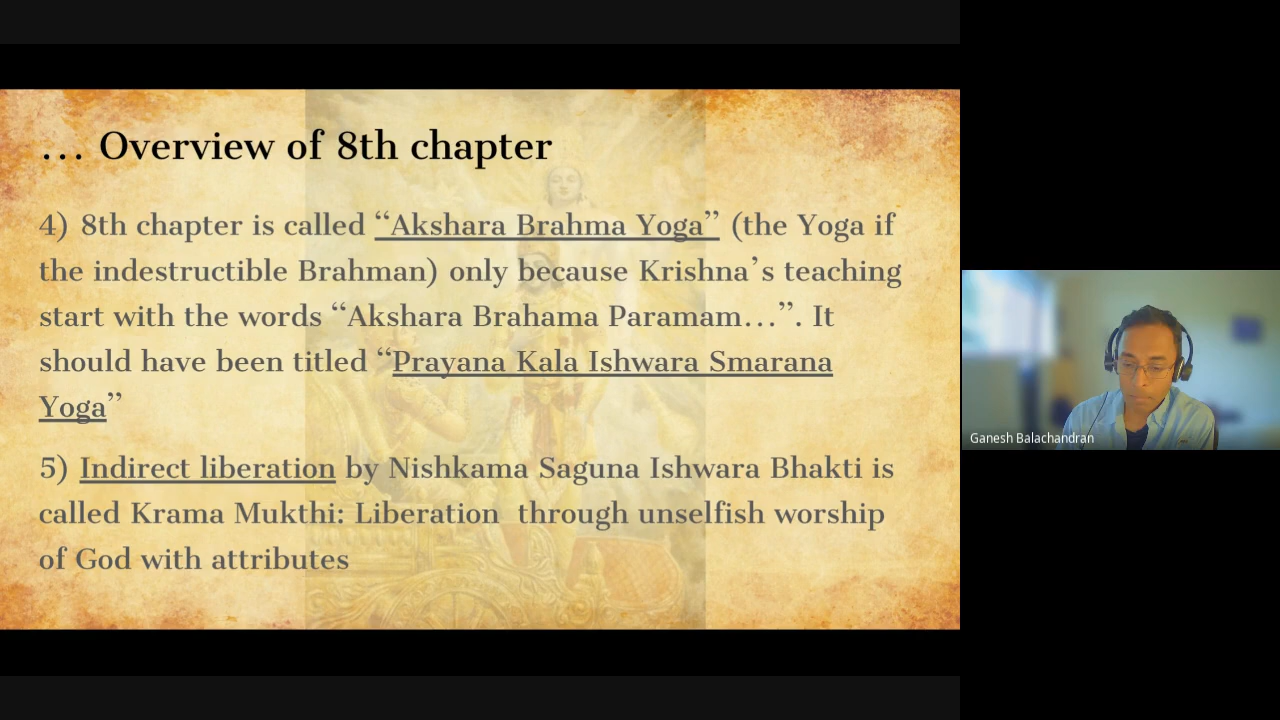 ... Overview of 8th chapter
4) 8th chapter is called “Akshara Brahma Yoga” (the Yoga if
the indestructible Brahman) only because Krishna’s teaching
start with the words “Akshara Brahama Paramam...”. It
should have been titled “Prayana Kala Ishwara Smarana
Yoga”
5) Indirect liberation by Nishkama Saguna Ishwara Bhakti is
called Krama Mukthi: Liberation  through unselfish worship
of God with attributes
Ganesh Balachandran